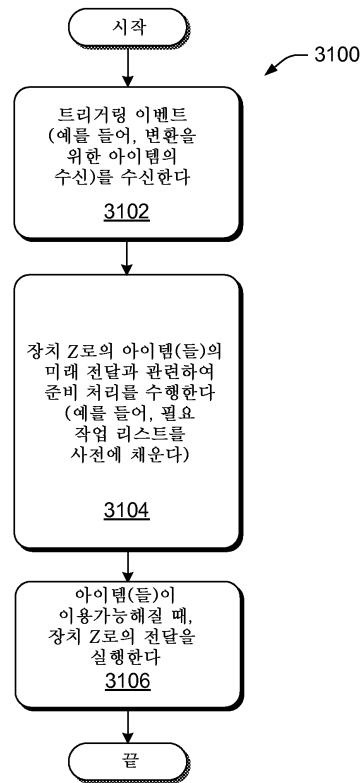 시작
3100
트리거링 이벤트
(예를 들어, 변환을
위한 아이템의
수신)를 수신한다
3102
장치 Z로의 아이템(들)의
미래 전달과 관련하여
준비 처리를 수행한다
(예를 들어, 필요
작업 리스트를
사전에 채운다)
3104
아이템(들)이
이용가능해질 때,
장치 Z로의 전달을
실행한다
3106
끝